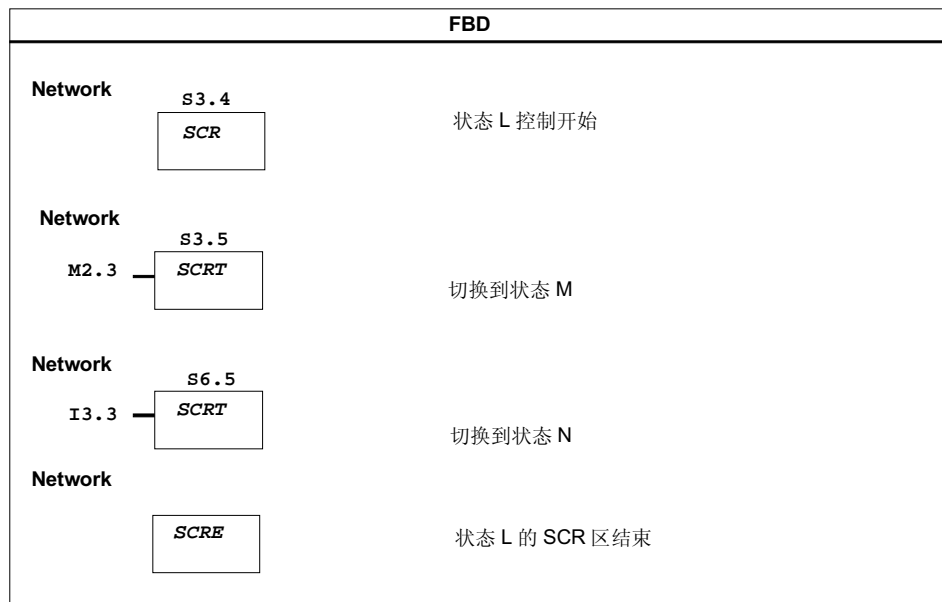 FBD
Network
S3.4
SCR
状态 L 控制开始
Network
S3.5
M2.3 SCRT
切换到状态 M
Network
S6.5
I3.3 SCRT
切换到状态 N
Network
SCRE
状态 L 的 SCR 区结束